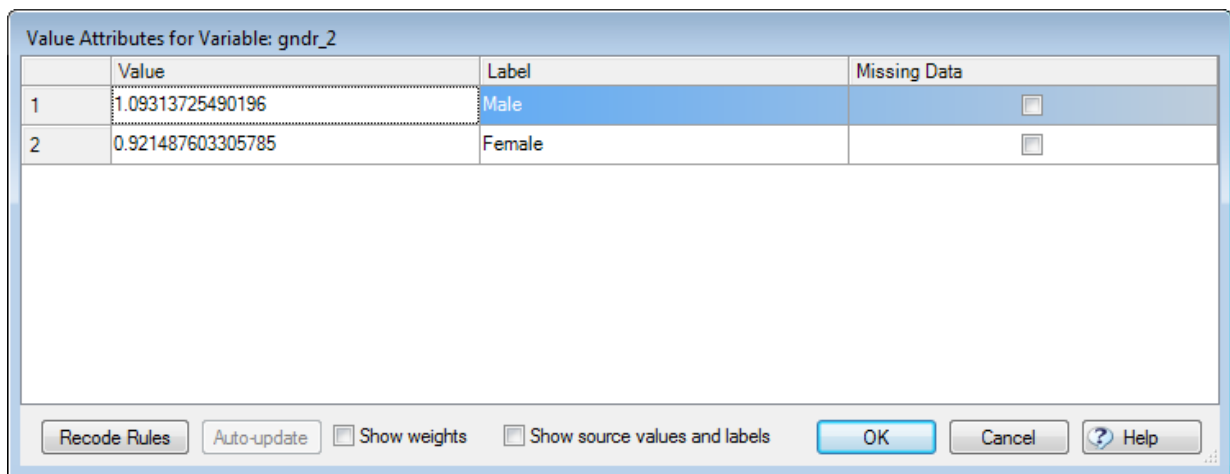 Value Attributes for Variable: gndr_2
Value Label Missing Data
1 1.09313725490196 Male
2 0.921487603305785 Female
Recode Rules Auto-update Show weights Show source values and labels OK Cancel ? Help